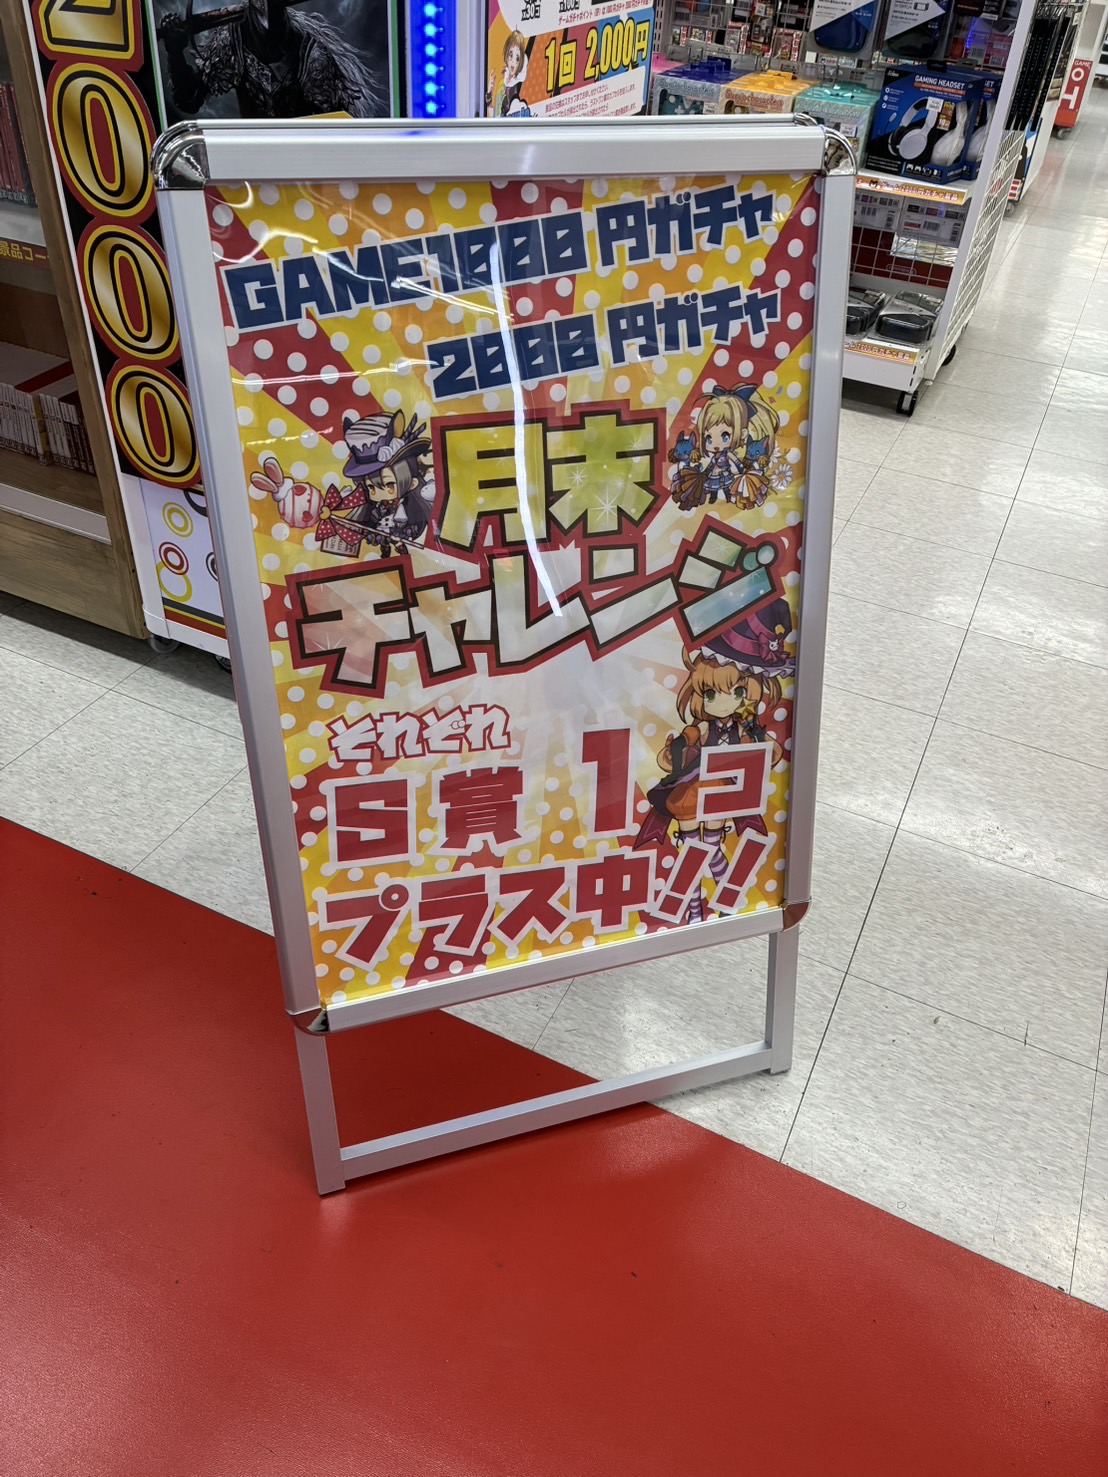 2000
1回 2,000円
GAMING HEADSET
GAME1000円ガチャ
2000円ガチャ
月末
チャレンジ
それぞれ
S賞 1コ
プラス中!!